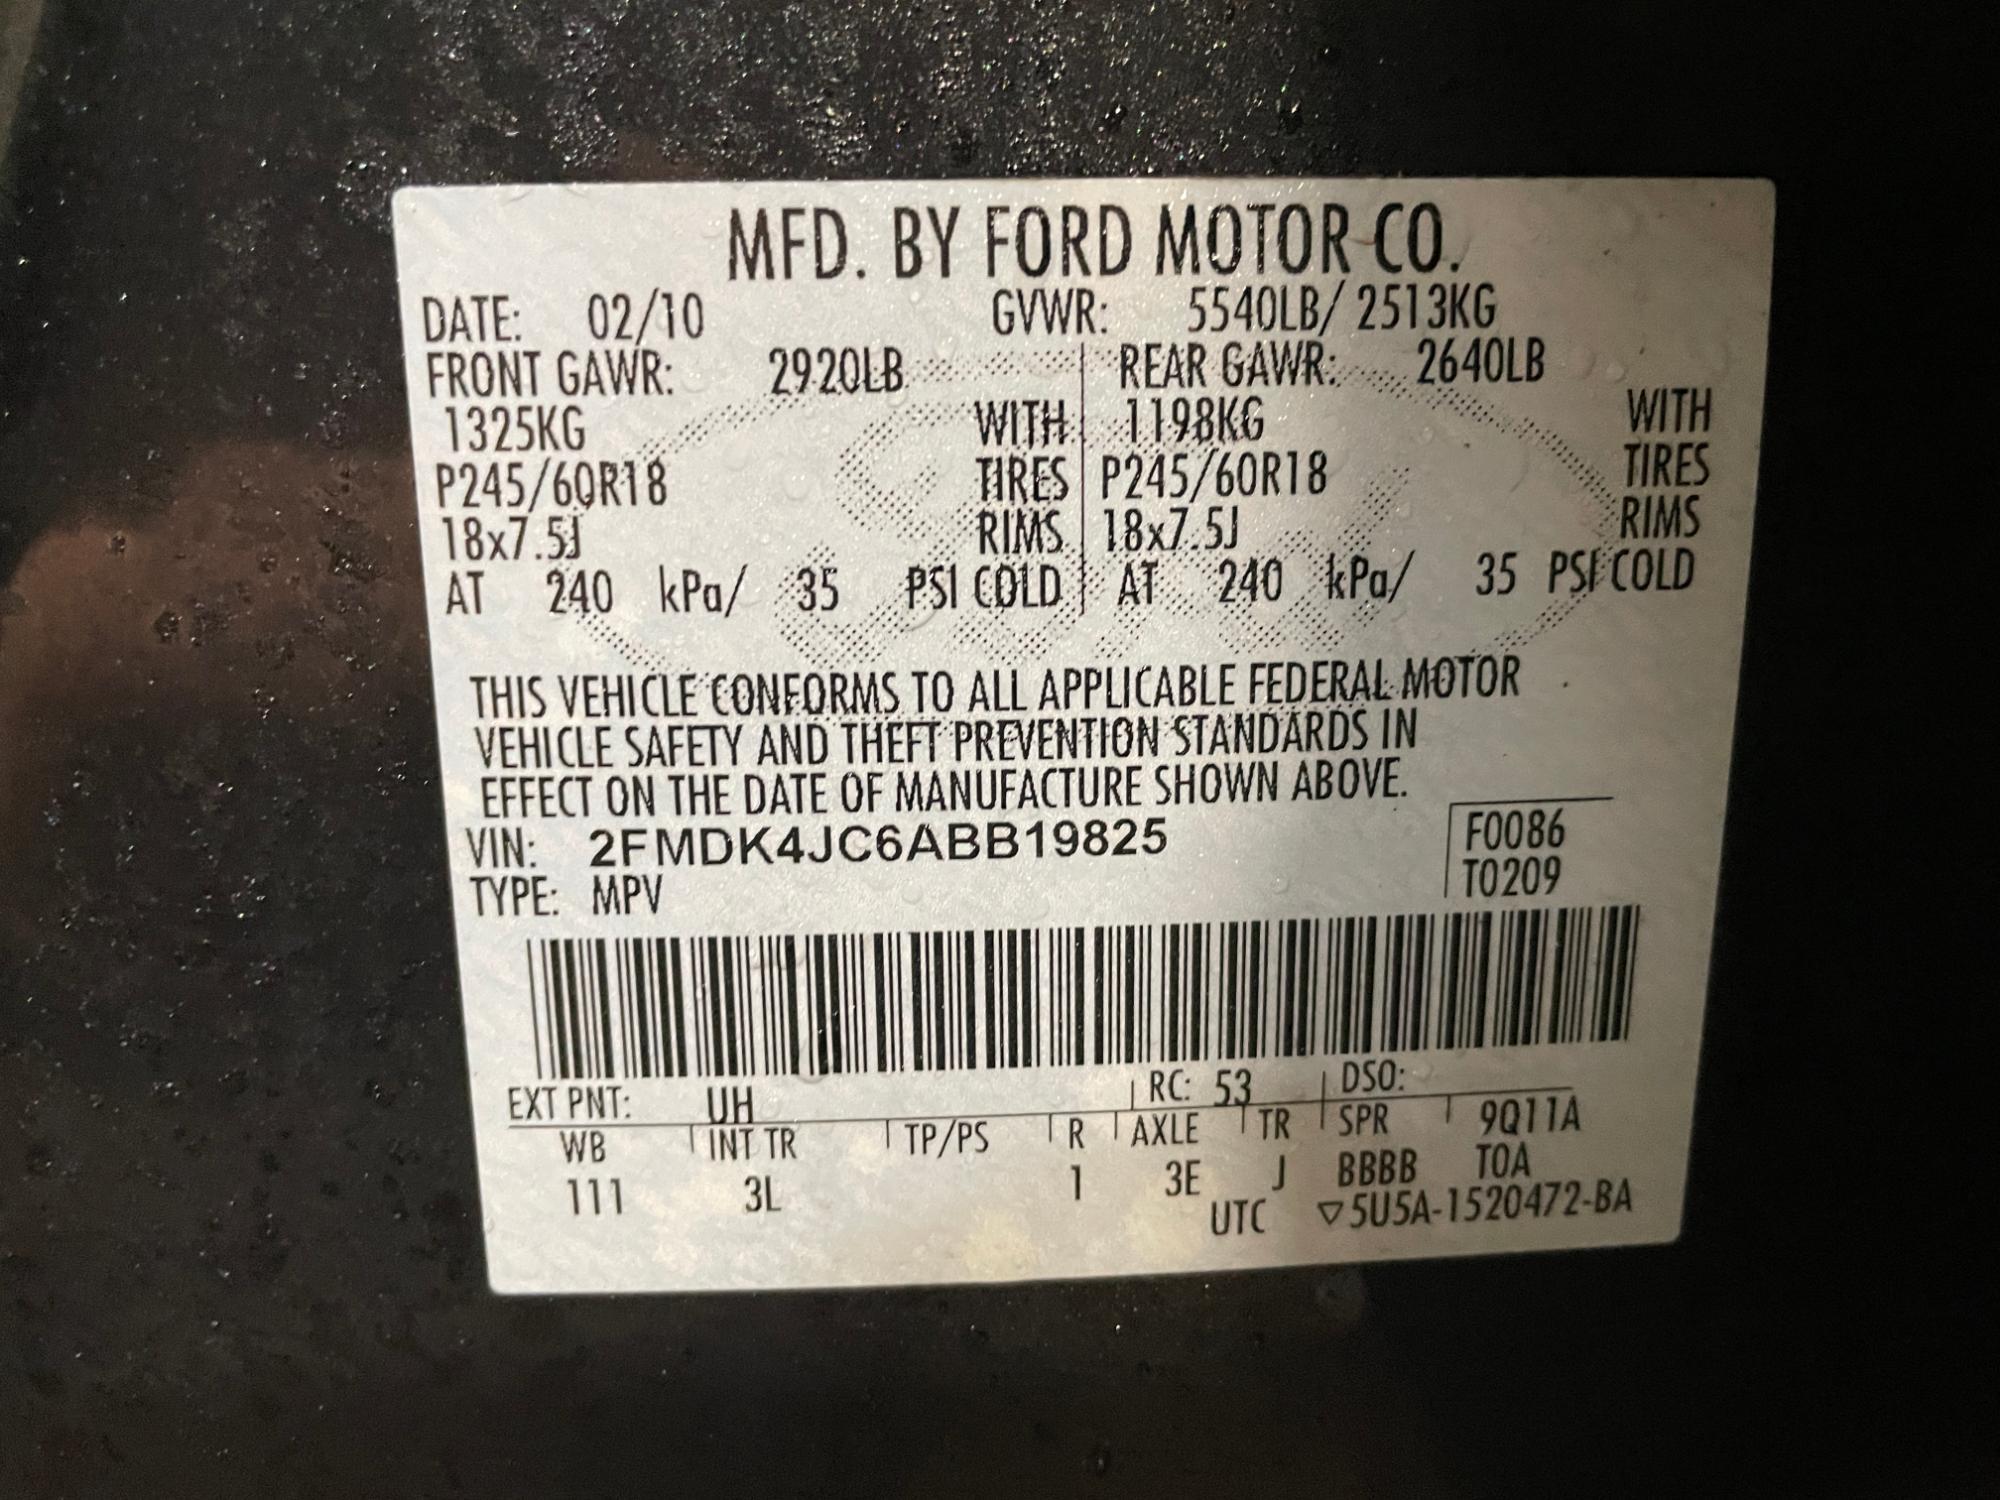 MFD. BY FORD MOTOR CO.
DATE: 02/10 GVWR: 5540LB/ 2513KG
FRONT GAWR: 2920LB REAR GAWR: 2640LB
1325KG WITH 1198KG WITH
P245/60R18 TIRES P245/60R18 TIRES
18x7.5J RIMS 18x7.5J RIMS
AT 240 kPa/ 35 PSI COLD AT 240 kPa/ 35 PSI COLD
THIS VEHICLE CONFORMS TO ALL APPLICABLE FEDERAL MOTOR
VEHICLE SAFETY AND THEFT PREVENTION STANDARDS IN
EFFECT ON THE DATE OF MANUFACTURE SHOWN ABOVE.
VIN: 2FMDK4JC6ABB19825 F0086
TYPE: MPV T0209
EXT PNT: UH RC: 53 DSO:
WB INT TR TP/PS R AXLE TR SPR 9Q11A
111 3L 1 3E J BBBB TOA
UTC ▽5U5A-1520472-BA